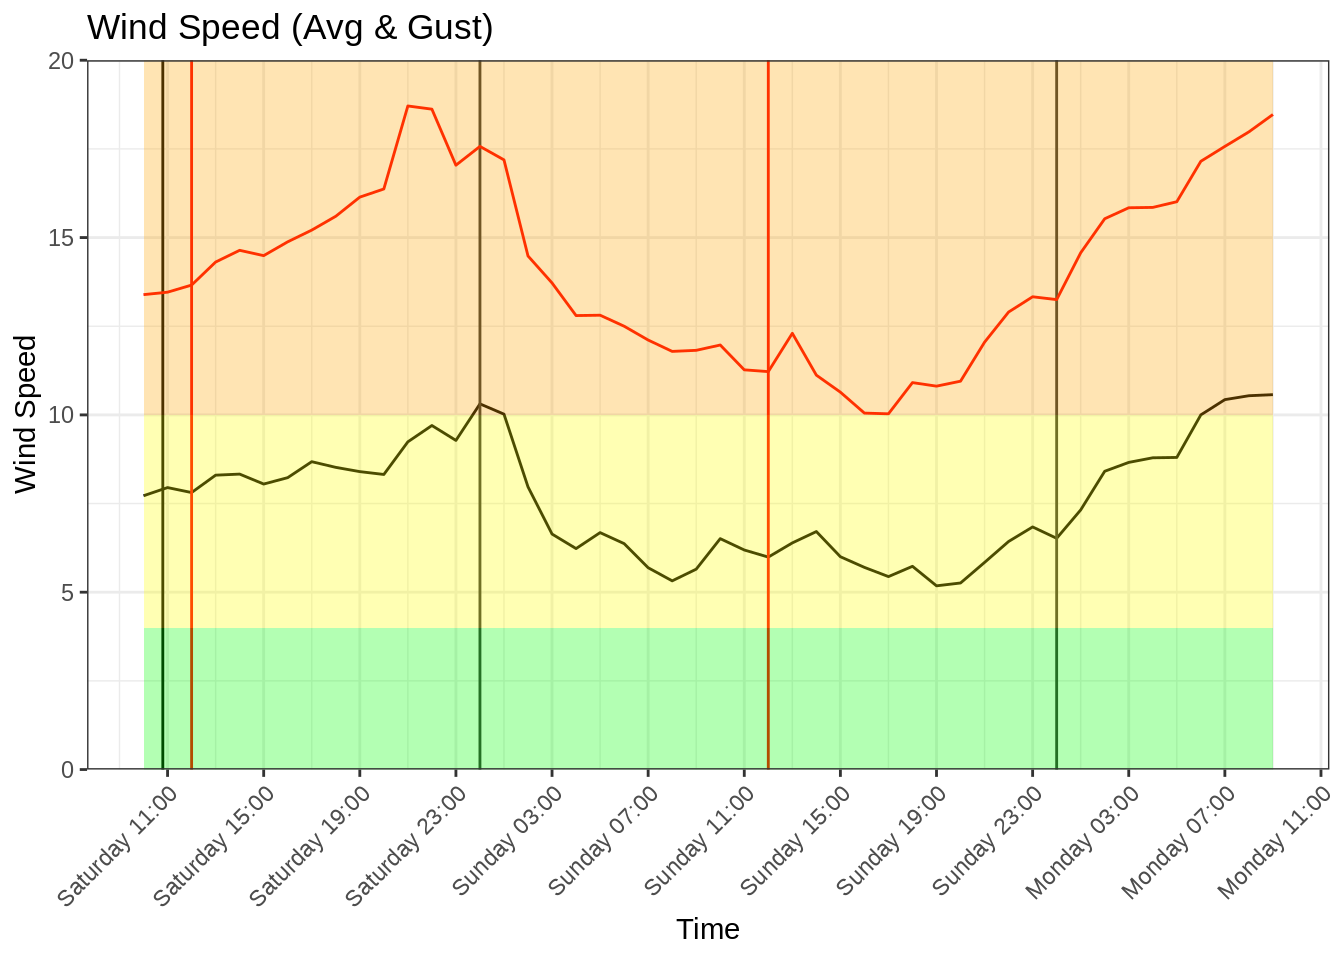 Wind Speed (Avg & Gust)
20
15
10
5
0
Wind Speed
Saturday 11:00
Saturday 15:00
Saturday 19:00
Saturday 23:00
Sunday 03:00
Sunday 07:00
Sunday 11:00
Sunday 15:00
Sunday 19:00
Sunday 23:00
Monday 03:00
Monday 07:00
Monday 11:00
Time